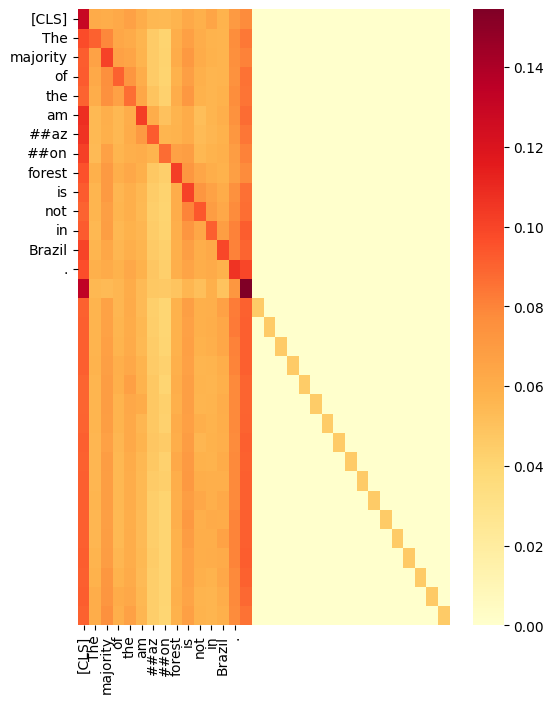 [CLS]
The
majority
of
the
am
##az
##on
forest
is
not
in
Brazil
.
0.14
0.12
0.10
0.08
0.06
0.04
0.02
0.00
[CLS]
The
majority
of
the
am
##az
##on
forest
is
not
in
Brazil
.